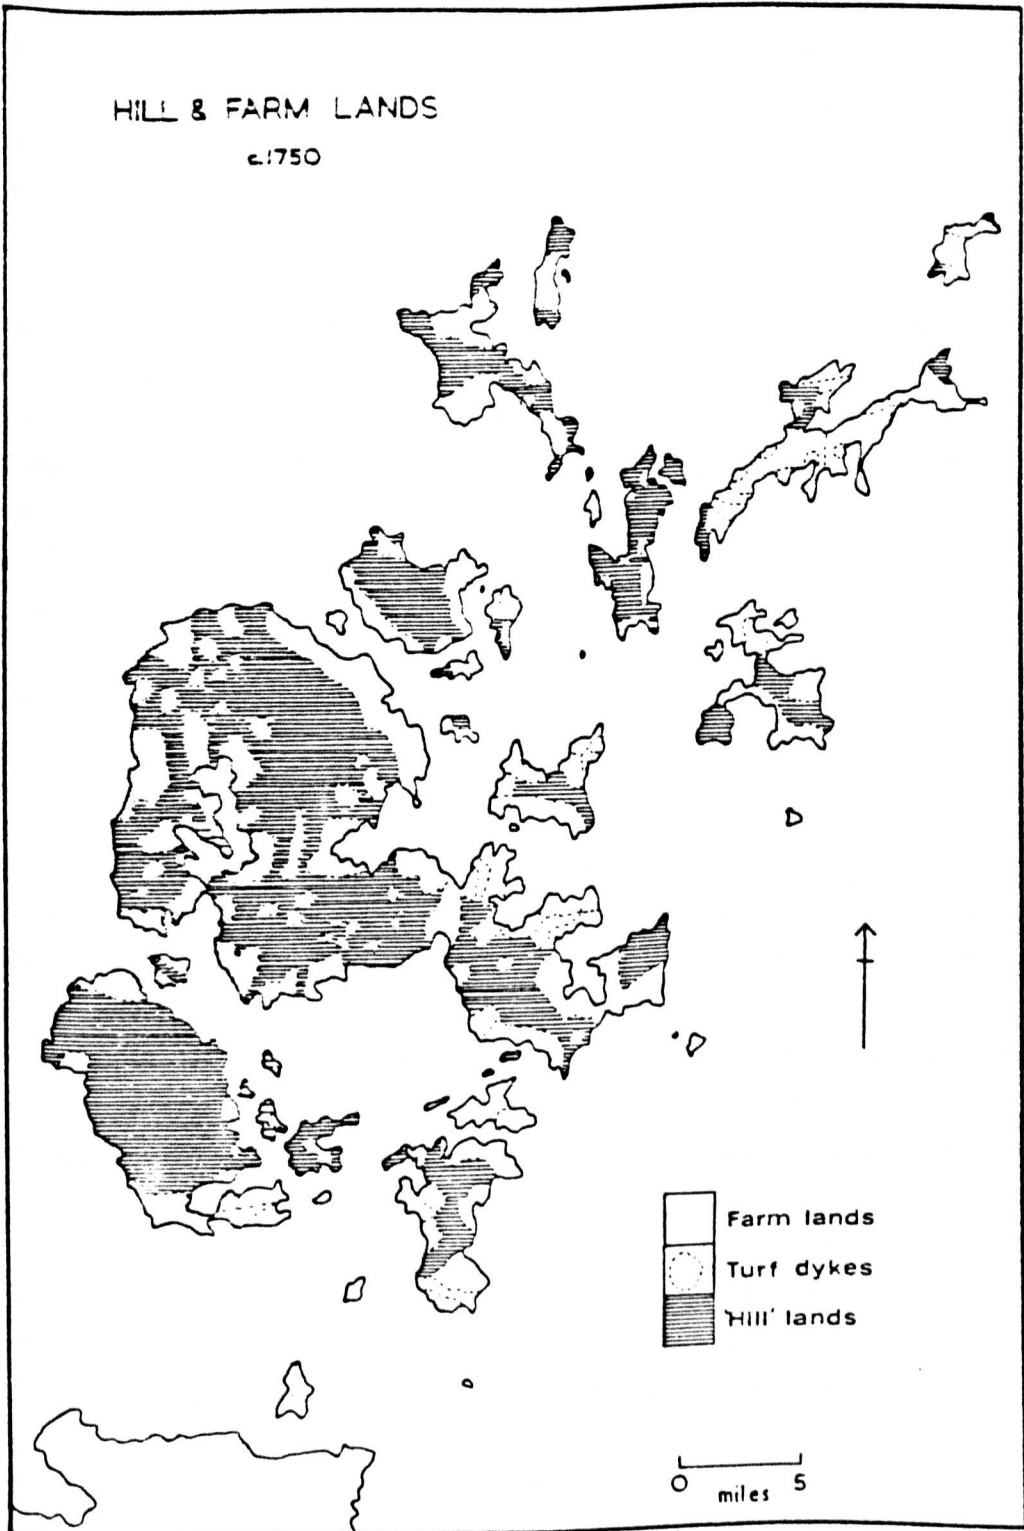 HILL & FARM LANDS
c.1750
Farm lands
Turf dykes
'Hill' lands
0 5
miles